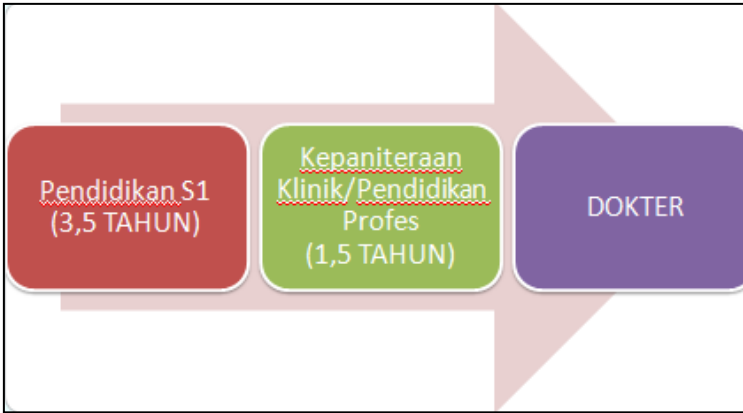 Pendidikan S1
(3,5 TAHUN)
Kepaniteraan
Klinik/Pendidikan
Profes
(1,5 TAHUN)
DOKTER